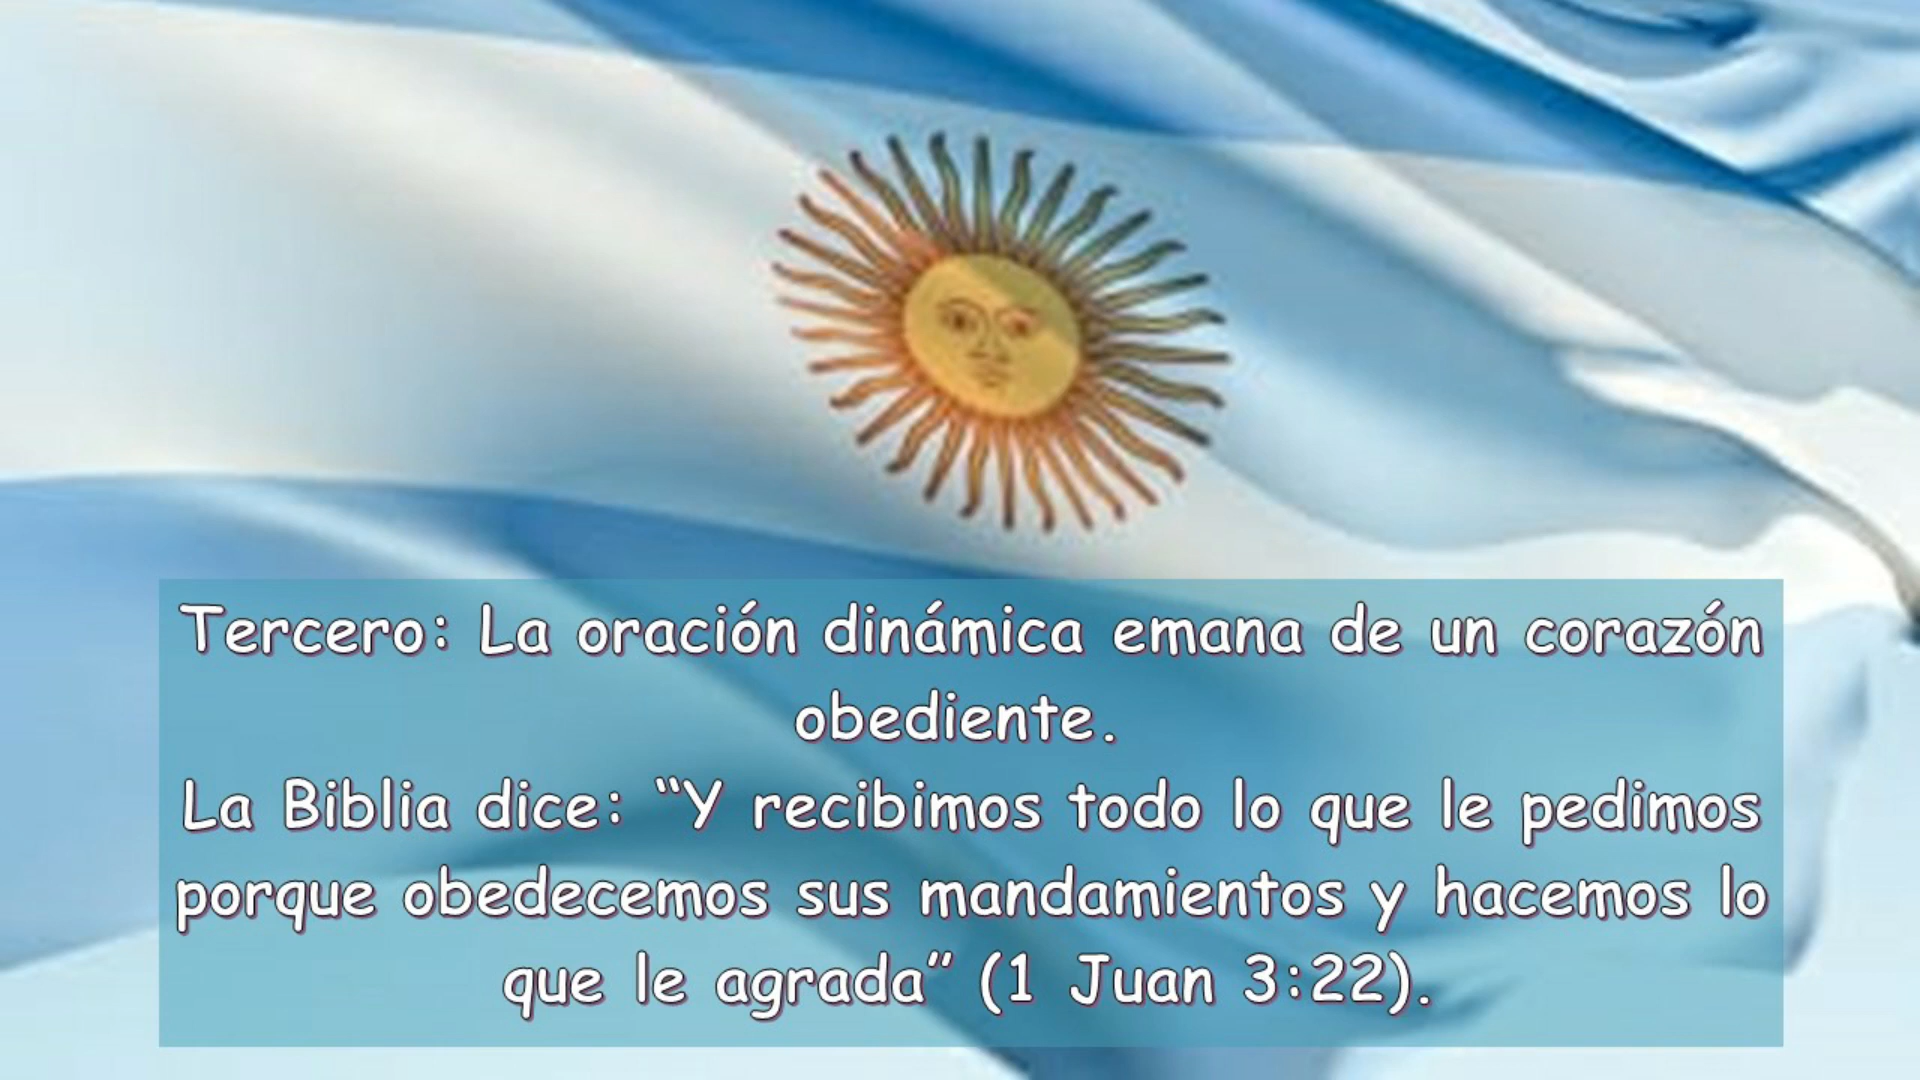 Tercero: La oración dinámica emana de un corazón
obediente.
La Biblia dice: “Y recibimos todo lo que le pedimos
porque obedecemos sus mandamientos y hacemos lo
que le agrada” (1 Juan 3:22).